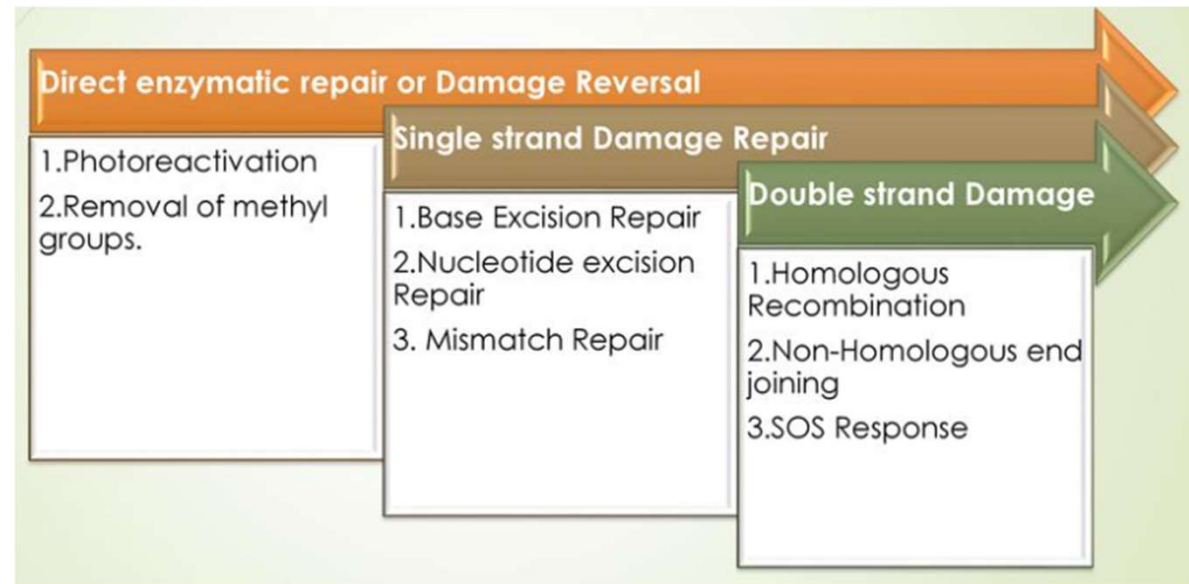 Direct enzymatic repair or Damage Reversal
1.Photoreactivation
2.Removal of methyl
groups.
Single strand Damage Repair
1.Base Excision Repair
2.Nucleotide excision
Repair
3. Mismatch Repair
Double strand Damage
1.Homologous
Recombination
2.Non-Homologous end
joining
3.SOS Response